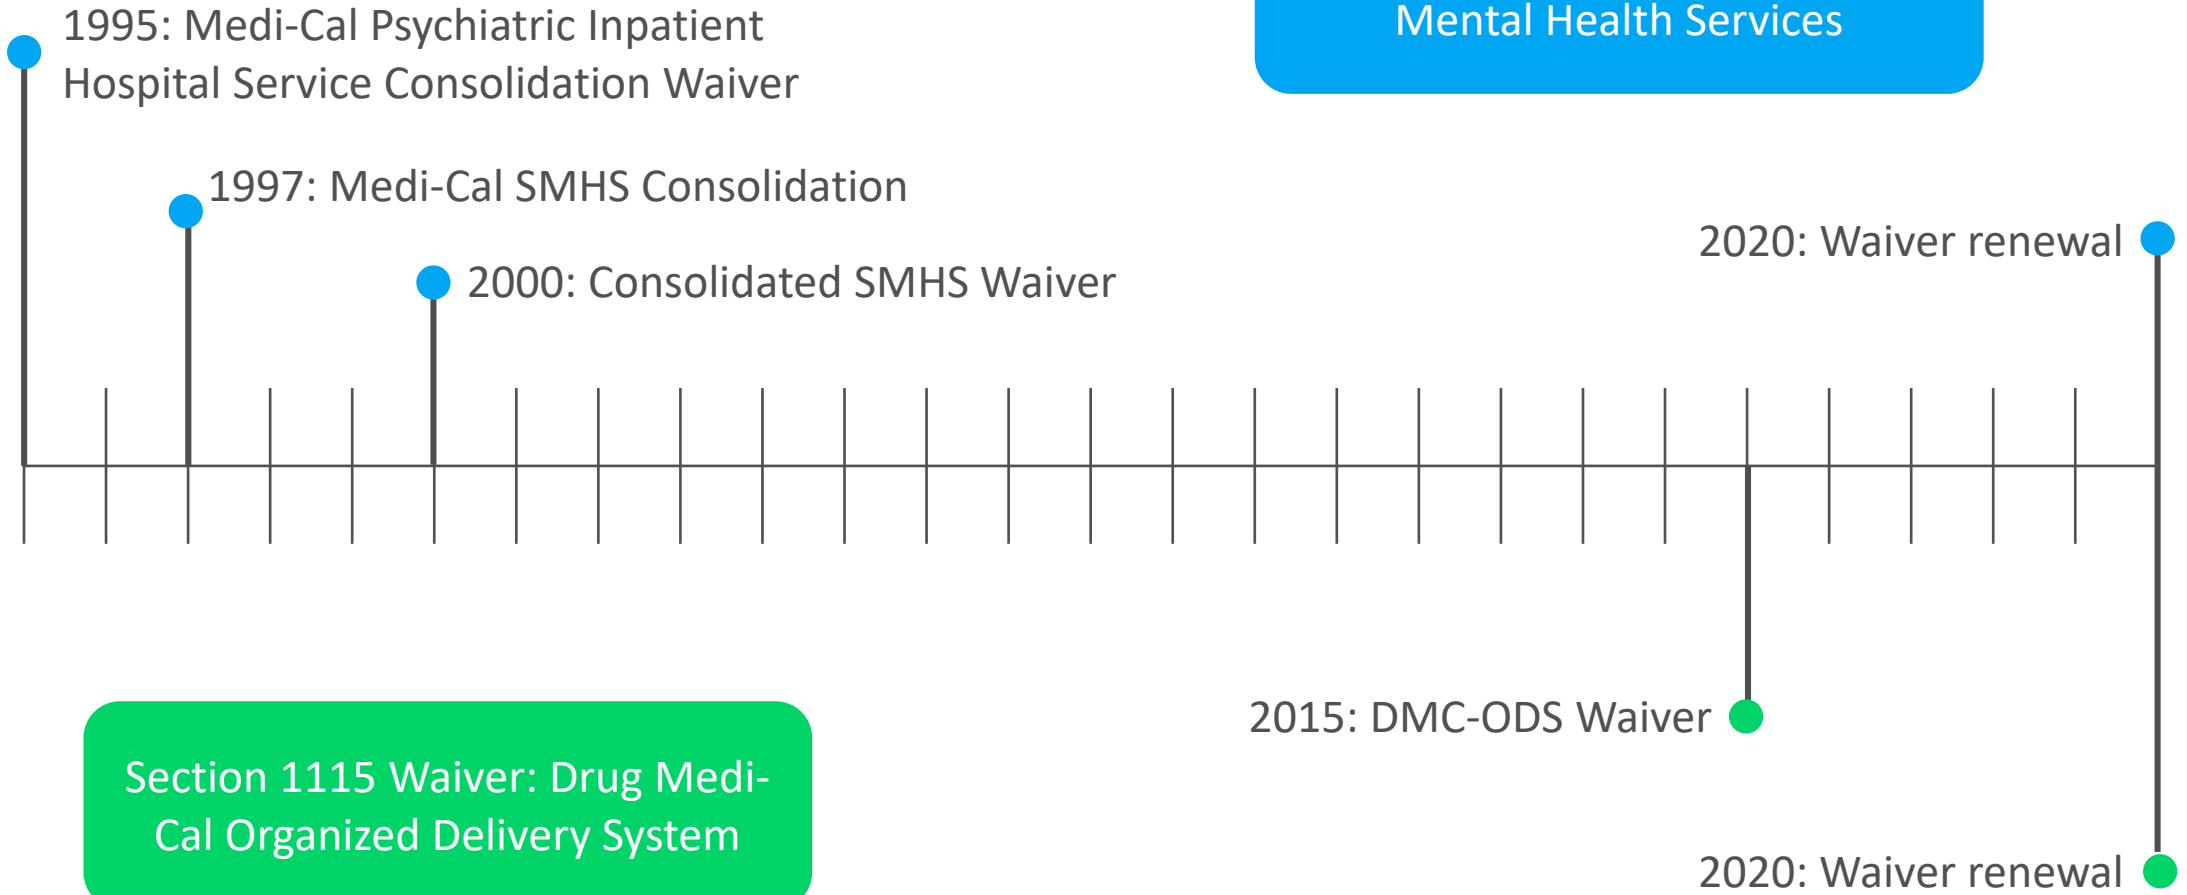 1995: Medi-Cal Psychiatric Inpatient
Hospital Service Consolidation Waiver
Mental Health Services
1997: Medi-Cal SMHS Consolidation
2000: Consolidated SMHS Waiver
2020: Waiver renewal
2015: DMC-ODS Waiver
Section 1115 Waiver: Drug Medi-
Cal Organized Delivery System
2020: Waiver renewal